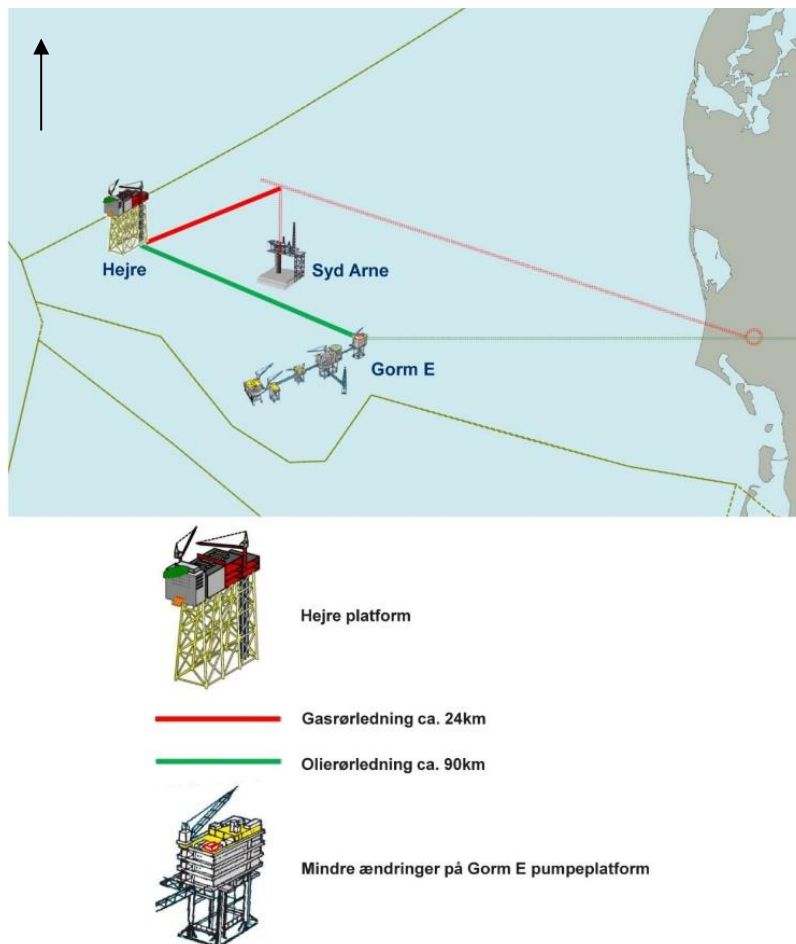 Hejre
Syd Arne
Gorm E
Hejre platform
Gasrørledning ca. 24km
Olierørledning ca. 90km
Mindre ændringer på Gorm E pumpeplatform